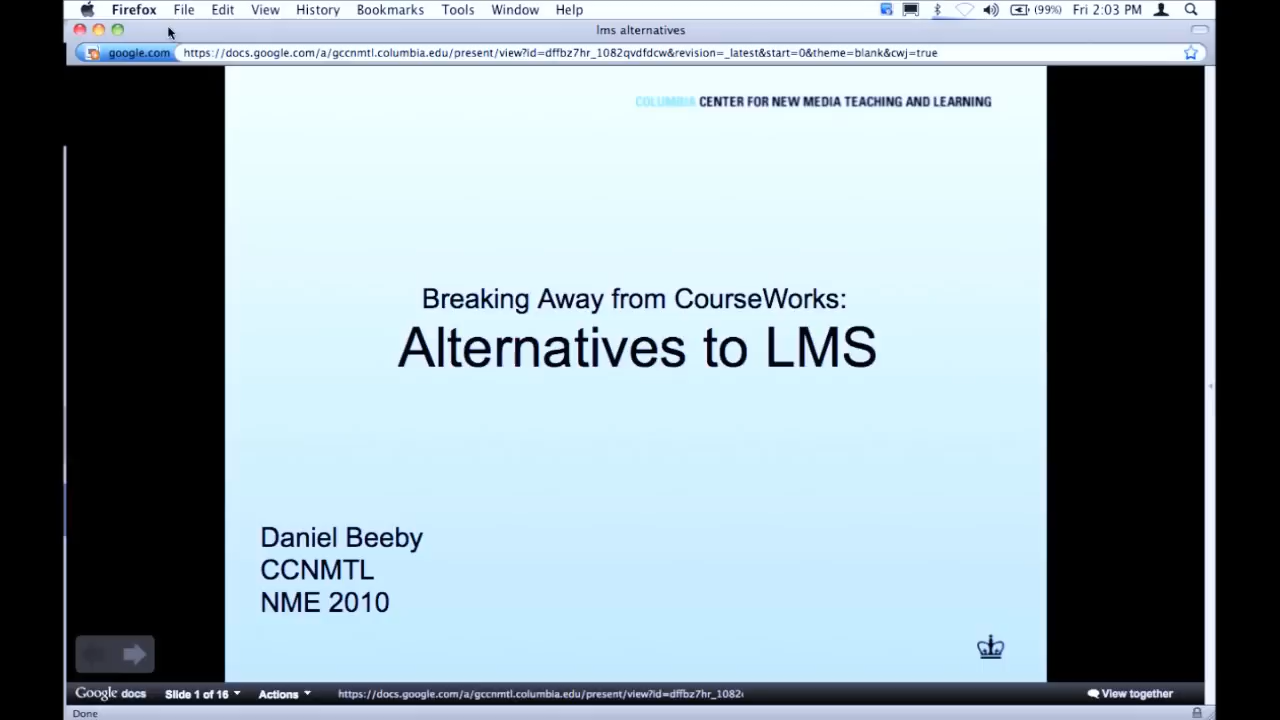 Firefox File Edit View History Bookmarks Tools Window Help (99%) Fri 2:03 PM
lms alternatives
google.com https://docs.google.com/a/gccnmtl.columbia.edu/present/view?id=dffbz7hr_1082qvdfdcw&revision=_latest&start=0&theme=blank&cwj=true
COLUMBIA CENTER FOR NEW MEDIA TEACHING AND LEARNING
Breaking Away from CourseWorks:
Alternatives to LMS
Daniel Beeby
CCNMTL
NME 2010
Google docs Slide 1 of 16 Actions https://docs.google.com/a/gccnmtl.columbia.edu/present/view?id=dffbz7hr_1082 View together
Done